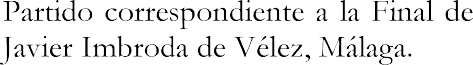 Partido correspondiente a la Final de
Javier Imbroda de Vélez, Málaga.